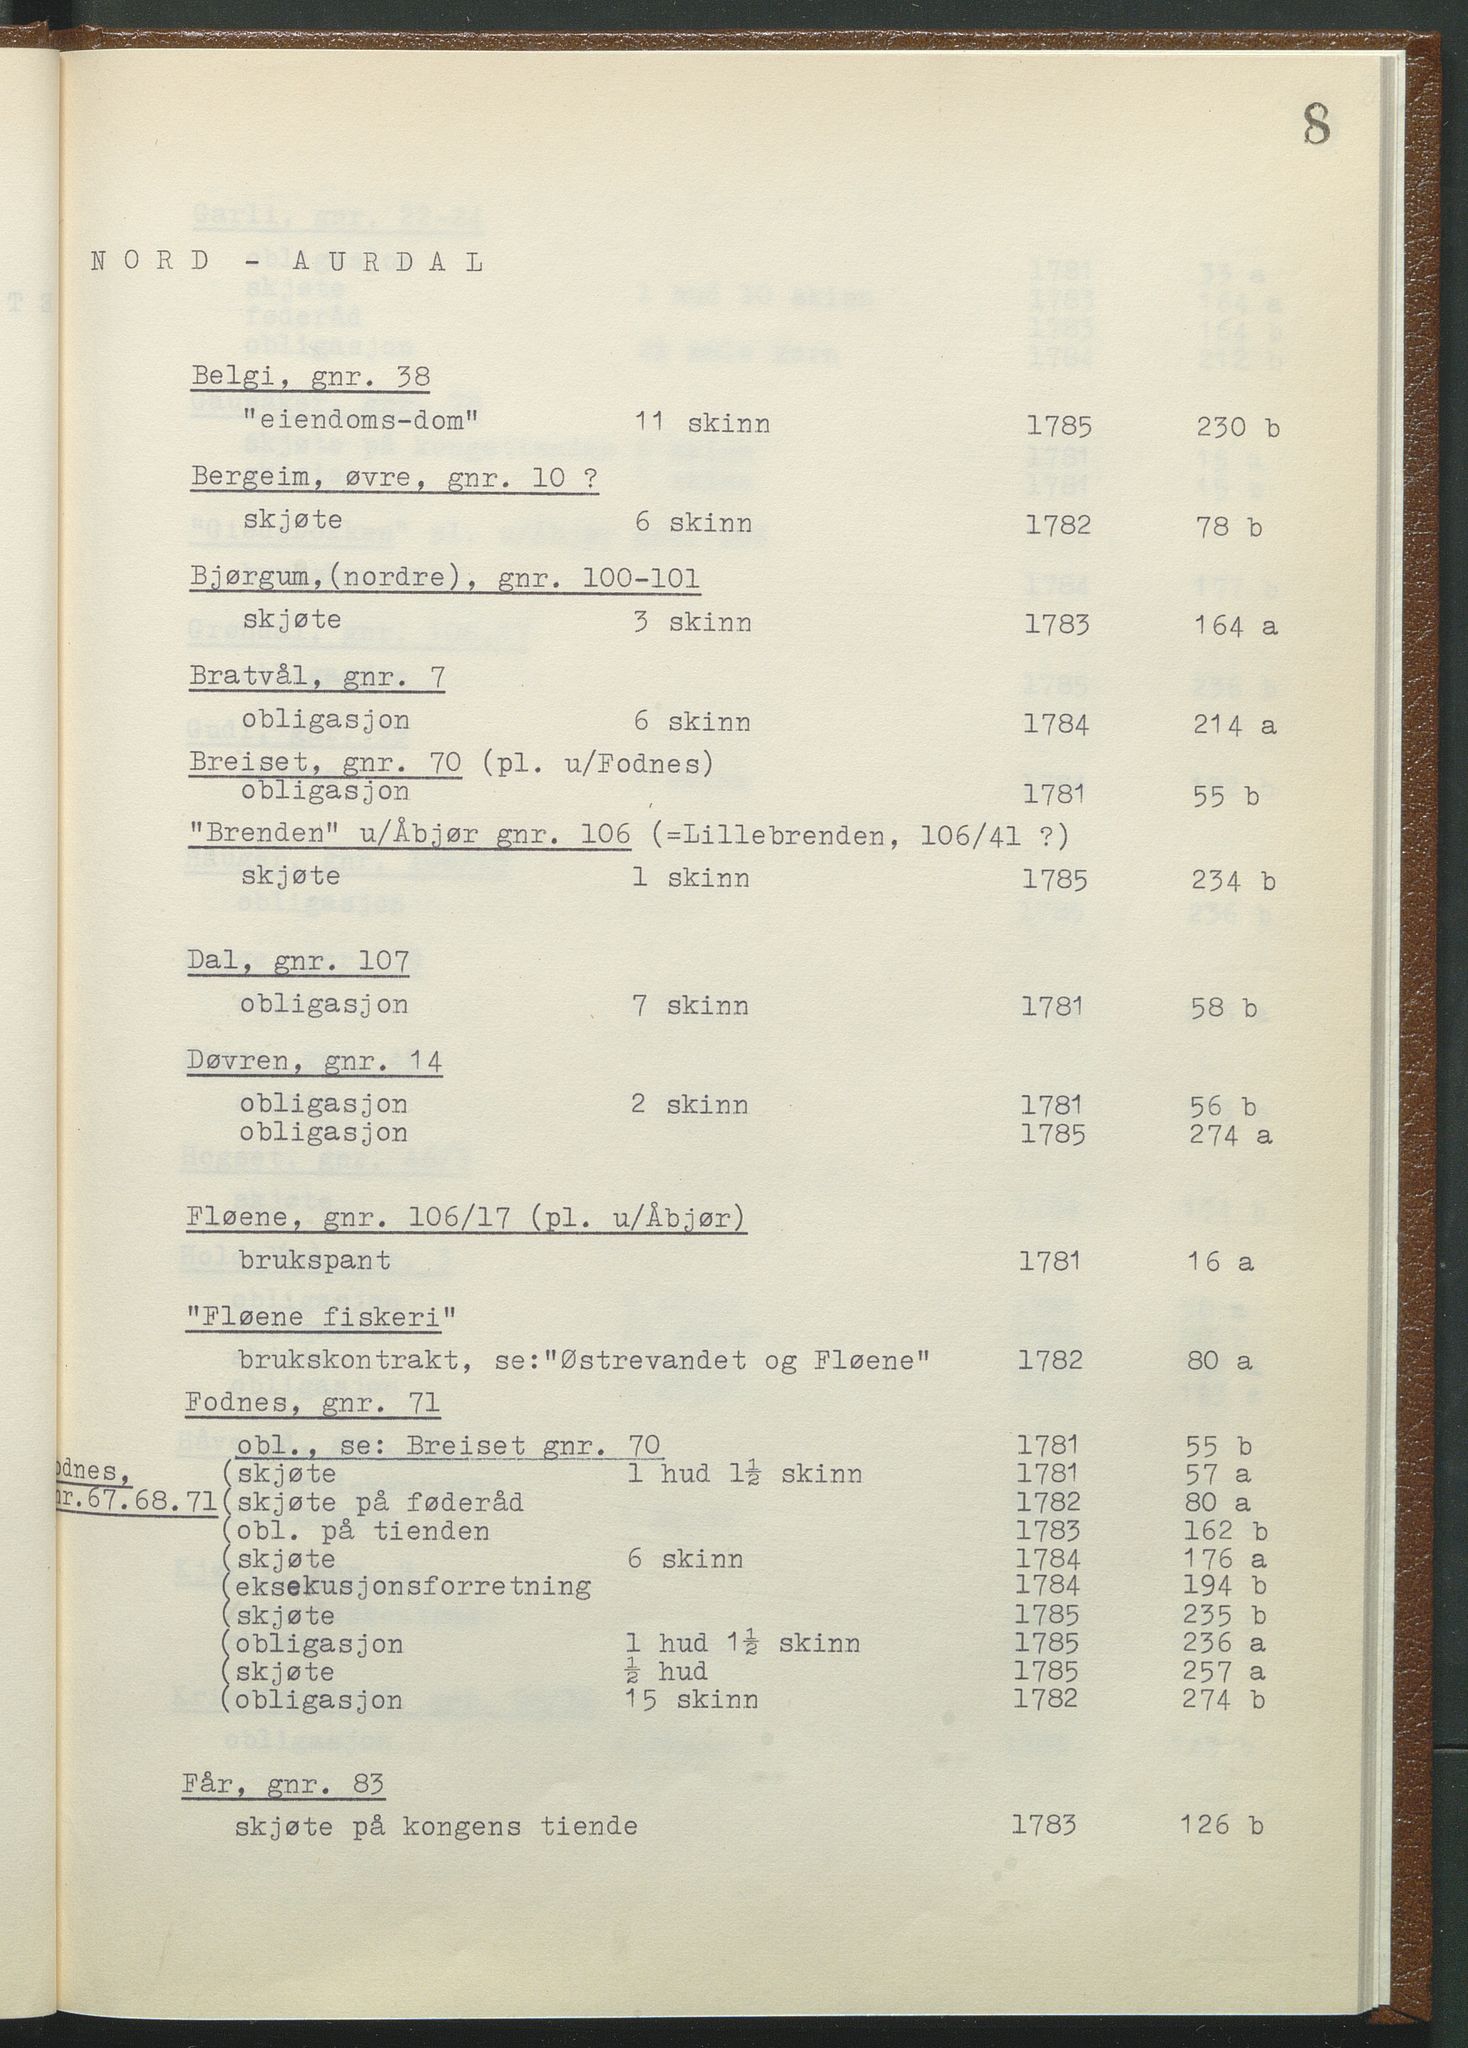 8
NORD - AURDAL
Belgi, gnr. 38
"eiendoms-dom" 11 skinn 1785 230 b
Bergeim, øvre, gnr. 10 ?
skjøte 6 skinn 1782 78 b
Bjørgum,(nordre), gnr. 100-101
skjøte 3 skinn 1783 164 a
Bratvål, gnr. 7
obligasjon 6 skinn 1784 214 a
Breiset, gnr. 70 (pl. u/Fodnes)
obligasjon 1781 55 b
"Brenden" u/Åbjør gnr. 106 (=Lillebrenden, 106/41 ?)
skjøte 1 skinn 1785 234 b
Dal, gnr. 107
obligasjon 7 skinn 1781 58 b
Døvren, gnr. 14
obligasjon 2 skinn 1781 56 b
obligasjon 1785 274 a
Fløene, gnr. 106/17 (pl. u/Åbjør)
brukspant 1781 16 a
"Fløene fiskeri"
brukskontrakt, se:"Østrevandet og Fløene" 1782 80 a
Fodnes, gnr. 71
obl., se: Breiset gnr. 70 1781 55 b
odnes, (skjøte 1 hud 1½ skinn 1781 57 a
nr.67.68.71 (skjøte på føderåd 1782 80 a
(obl. på tienden 1783 162 b
(skjøte 6 skinn 1784 176 a
(eksekusjonsforretning 1784 194 b
(skjøte 1785 235 b
(obligasjon 1 hud 1½ skinn 1785 236 a
(skjøte ½ hud 1785 257 a
(obligasjon 15 skinn 1782 274 b
Får, gnr. 83
skjøte på kongens tiende 1783 126 b